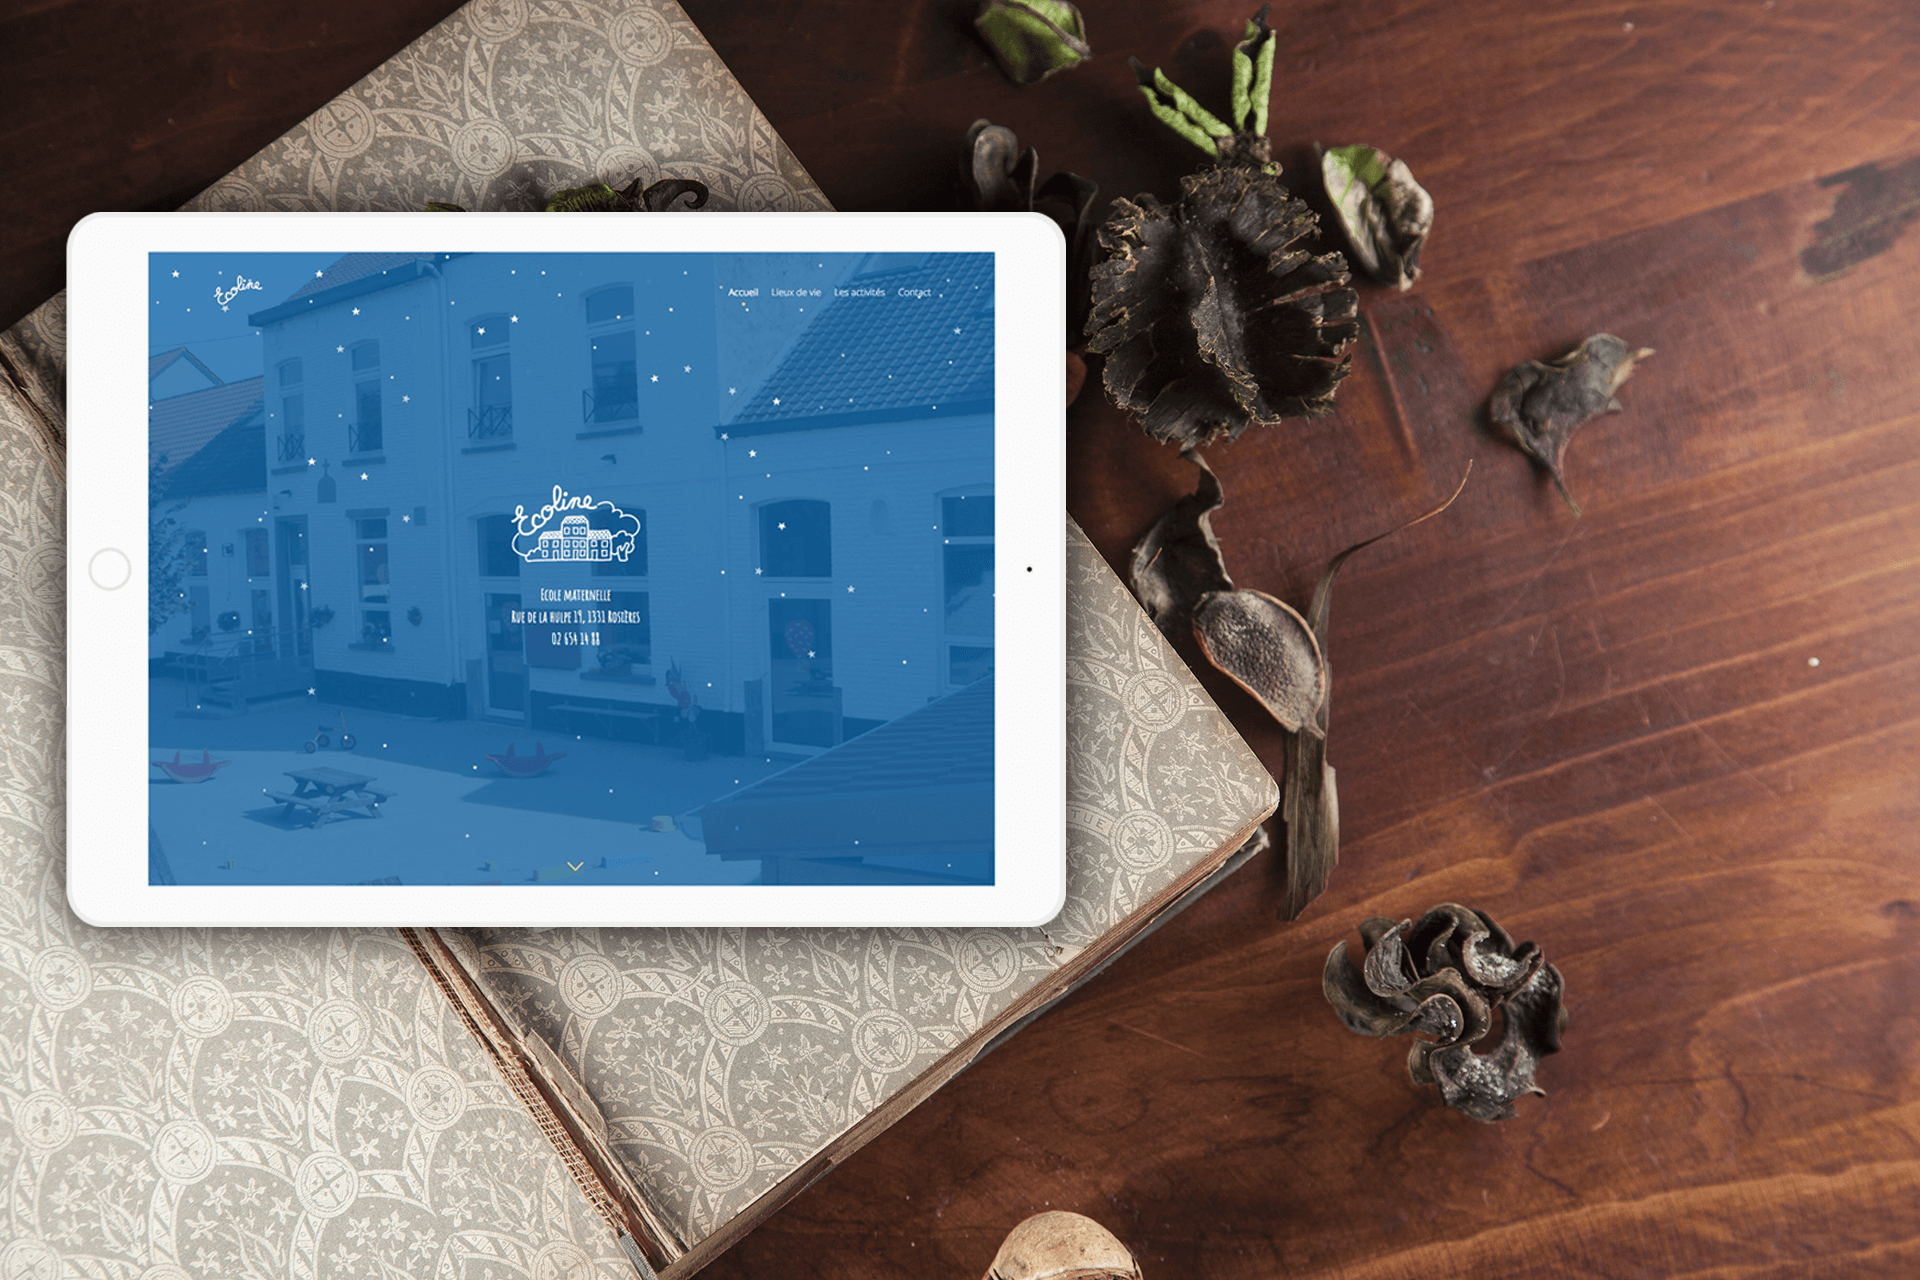 Ecoline
Accueil Lieux de vie Les activités Contact
Ecoline
Ecole maternelle
Rue de la hulpe 19, 1331 Rosières
02 654 14 88